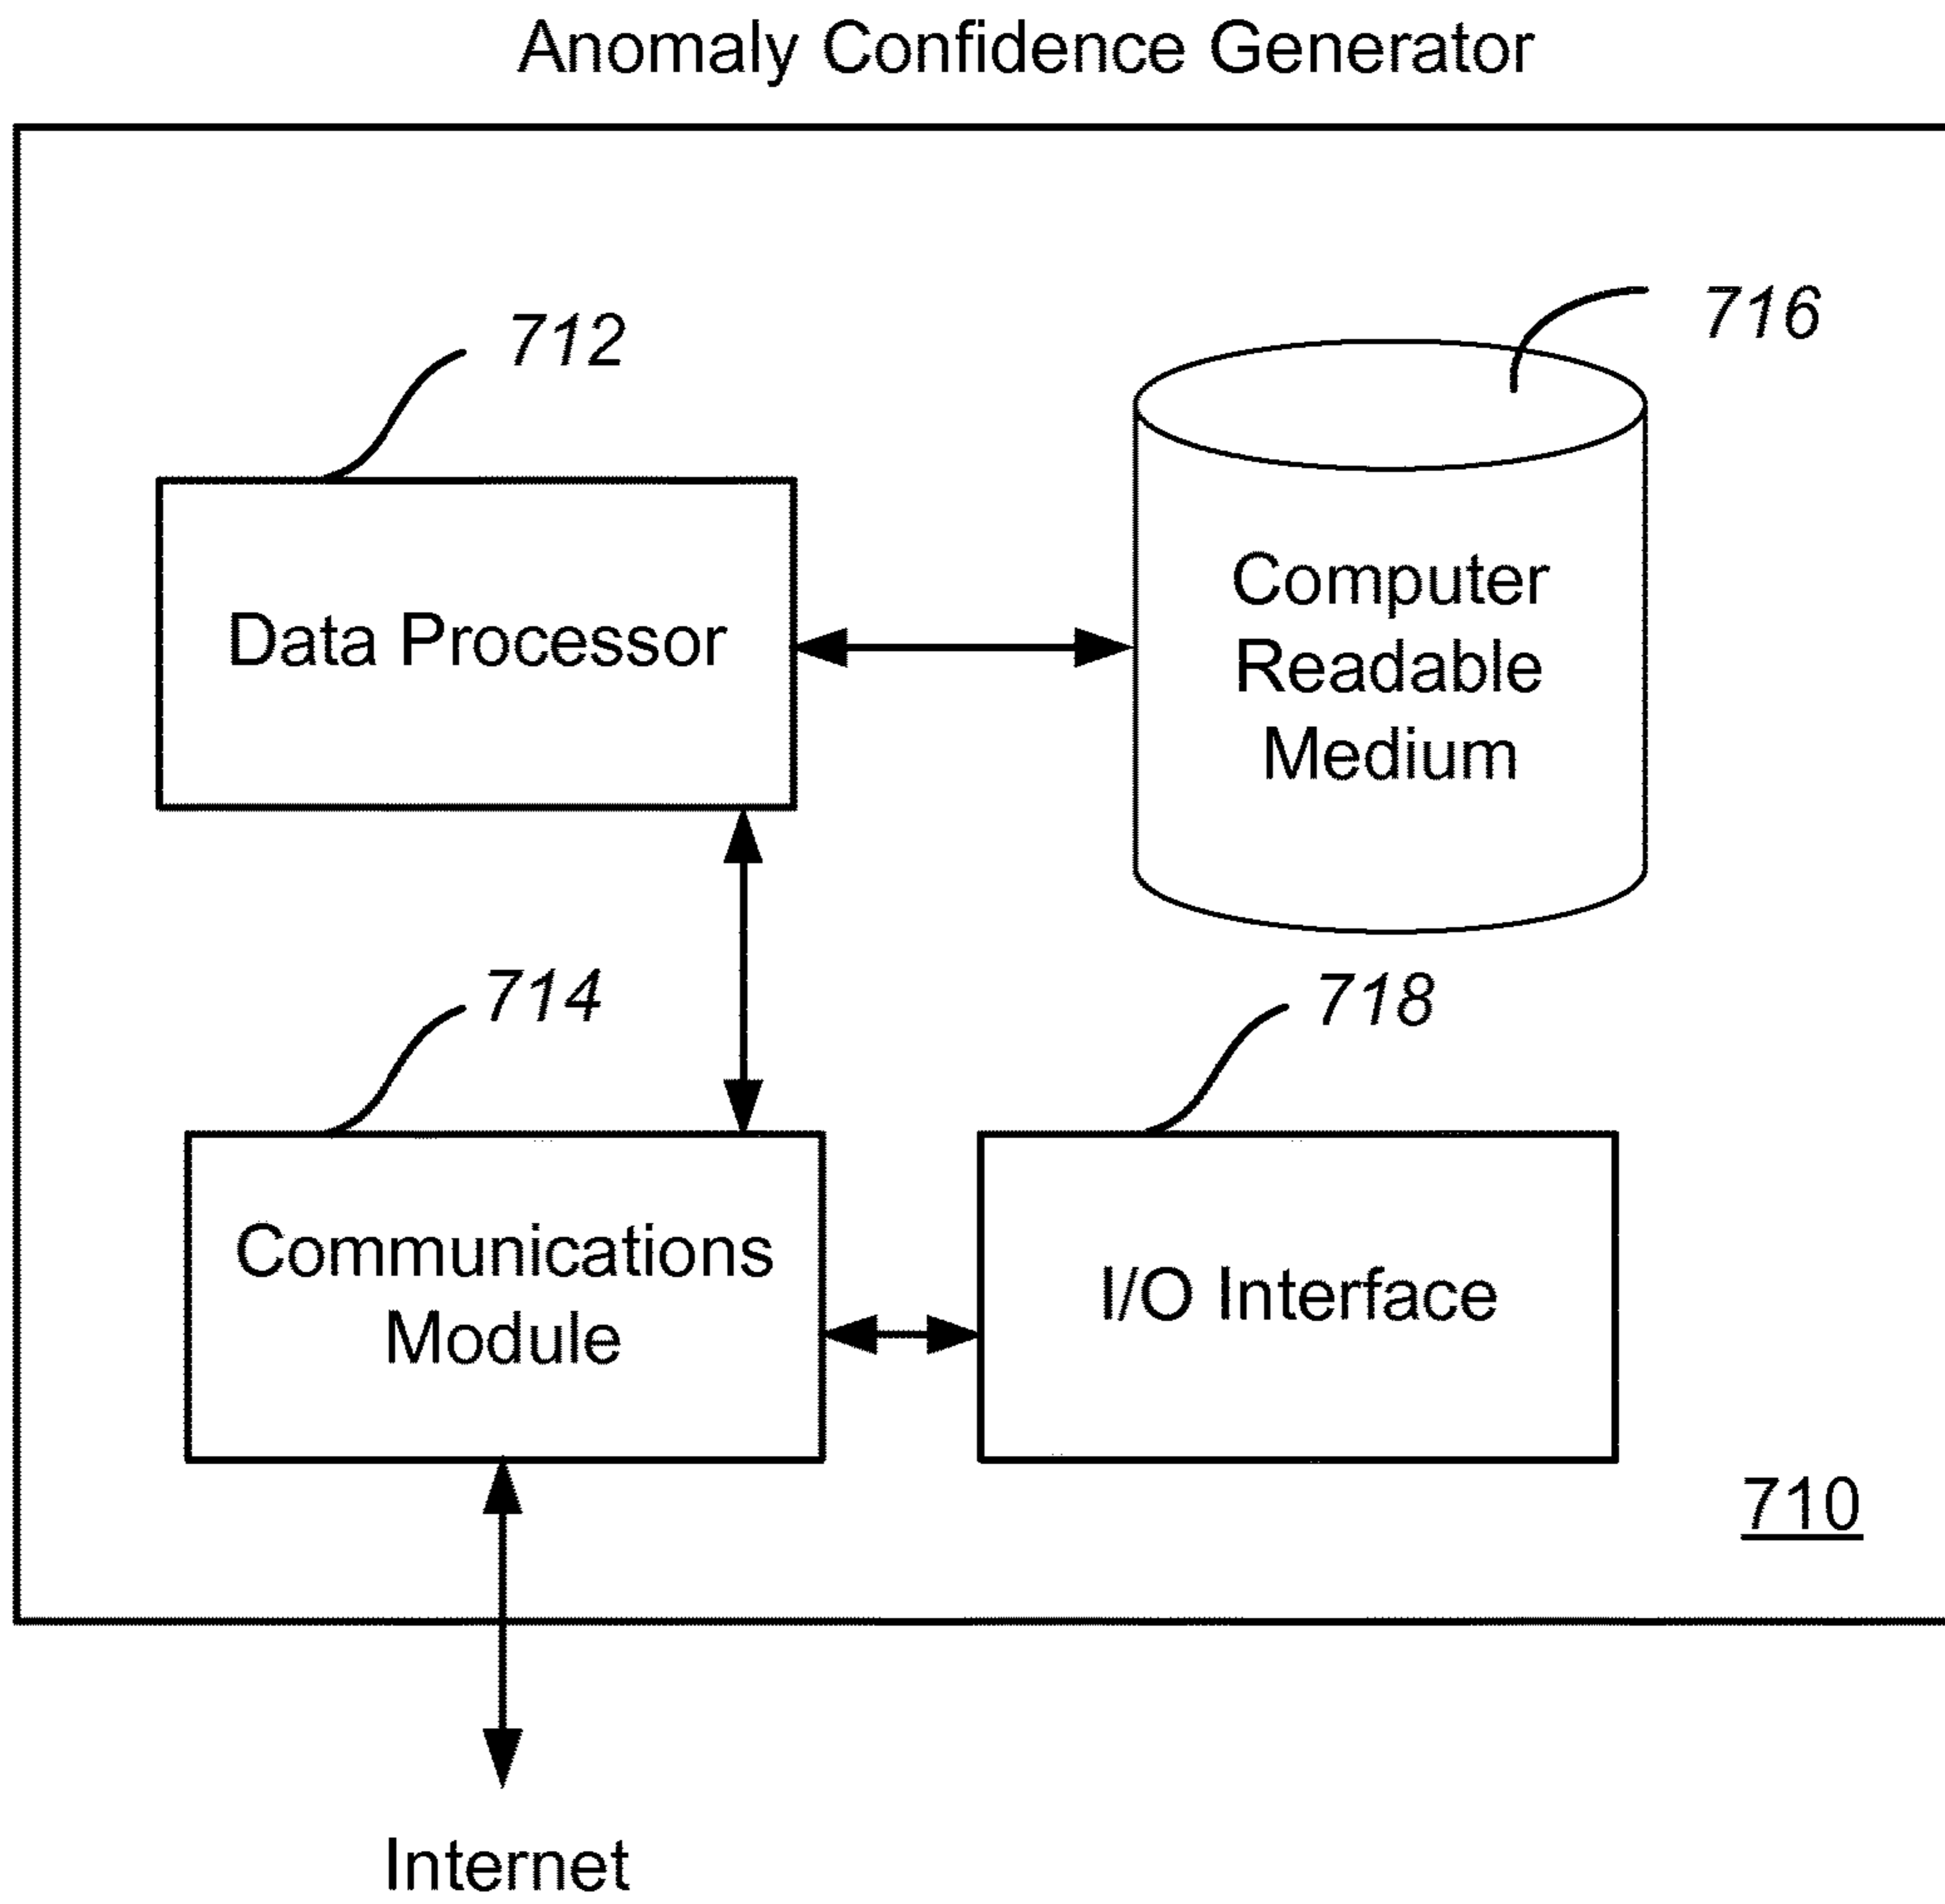 Anomaly Confidence Generator
712
716
Data Processor
Computer
Readable
Medium
714
718
Communications
Module
I/O Interface
710
Internet